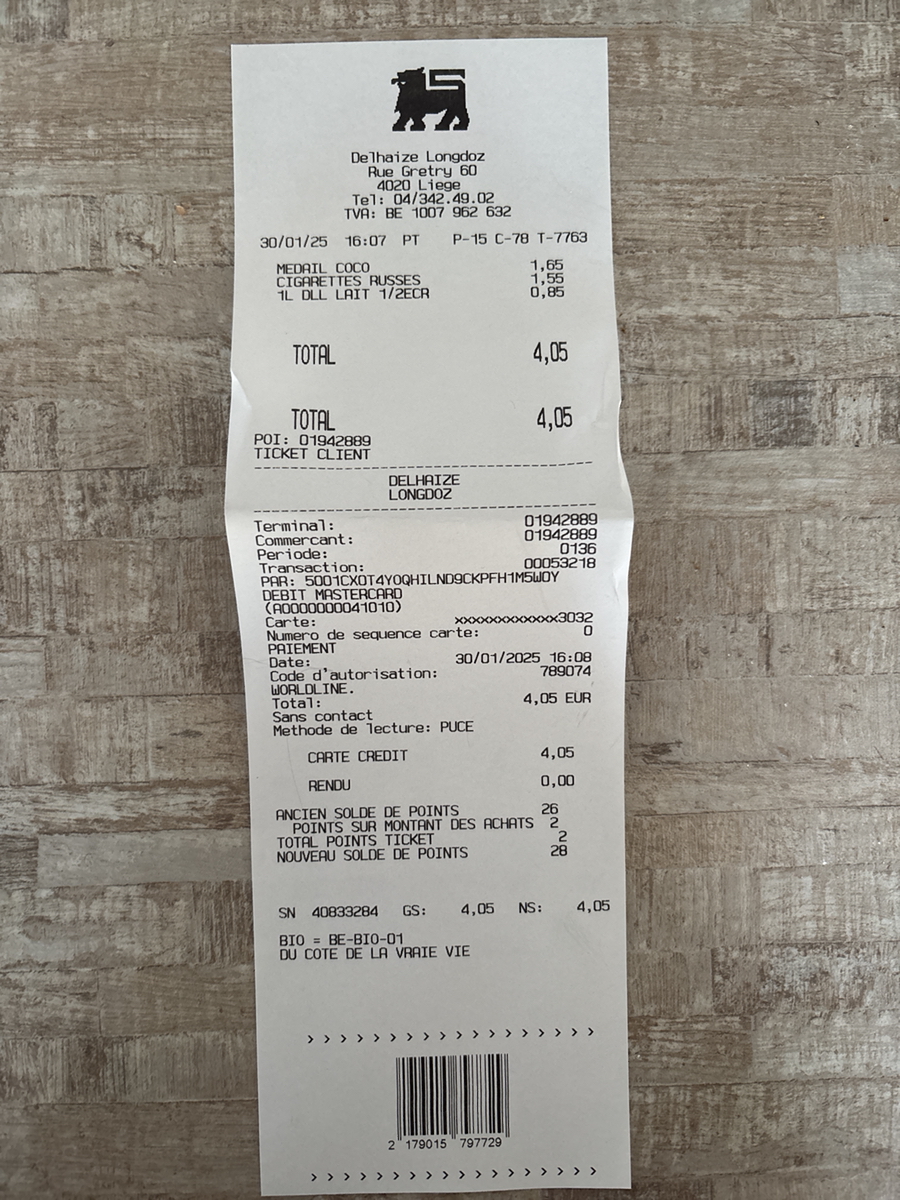 Delhaize Longdoz
Rue Gretry 60
4020 Liege
Tel: 04/342.49.02
TVA: BE 1007 962 632
30/01/25 16:07 PT P-15 C-78 T-7763
MEDAIL COCO 1,65
CIGARETTES RUSSES 1,55
1L DLL LAIT 1/2ECR 0,85
TOTAL 4,05
TOTAL 4,05
POI: 01942889
TICKET CLIENT
DELHAIZE
LONGDOZ
Terminal: 01942889
Commercant: 01942889
Periode: 0136
Transaction: 00053218
PAR: 5001CXOT4YOQHILND9CKPFH1M5WOY
DEBIT MASTERCARD
(A0000000041010)
Carte: xxxxxxxxxxxx3032
Numero de sequence carte: 0
PAIEMENT
Date: 30/01/2025 16:08
Code d'autorisation: 789074
WORLDLINE.
Total: 4,05 EUR
Sans contact
Methode de lecture: PUCE
CARTE CREDIT 4,05
RENDU 0,00
ANCIEN SOLDE DE POINTS 26
POINTS SUR MONTANT DES ACHATS 2
TOTAL POINTS TICKET 2
NOUVEAU SOLDE DE POINTS 28
SN 40833284 GS: 4,05 NS: 4,05
BIO = BE-BIO-01
DU COTE DE LA VRAIE VIE
> > > > > > > > > > > > > > > > > >
2 179015 797729
> > > > > > > > > > > > > > > > > >